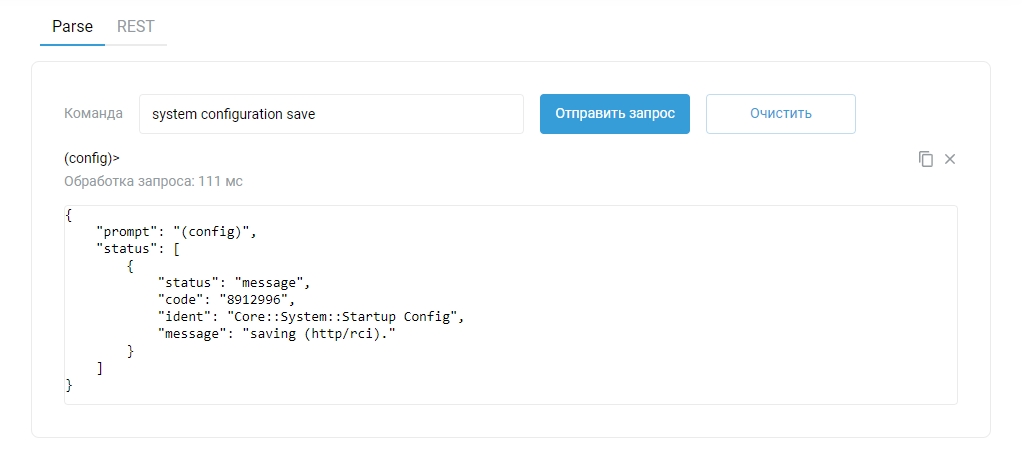 Parse REST
Команда system configuration save Отправить запрос Очистить
(config)>
Обработка запроса: 111 мс
{
    "prompt": "(config)",
    "status": [
        {
            "status": "message",
            "code": "8912996",
            "ident": "Core::System::Startup Config",
            "message": "saving (http/rci)."
        }
    ]
}